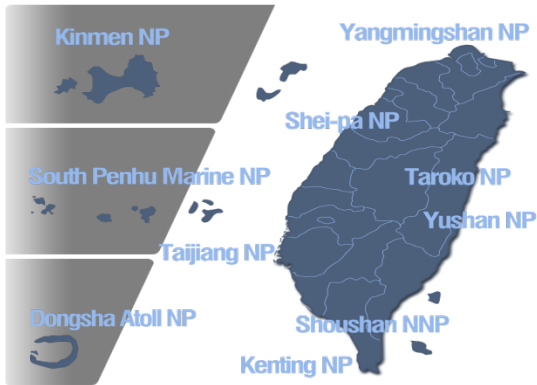 Kinmen NP
Yangmingshan NP
Shei-pa NP
South Penhu Marine NP
Taroko NP
Yushan NP
Taijiang NP
Dongsha Atoll NP
Shoushan NNP
Kenting NP